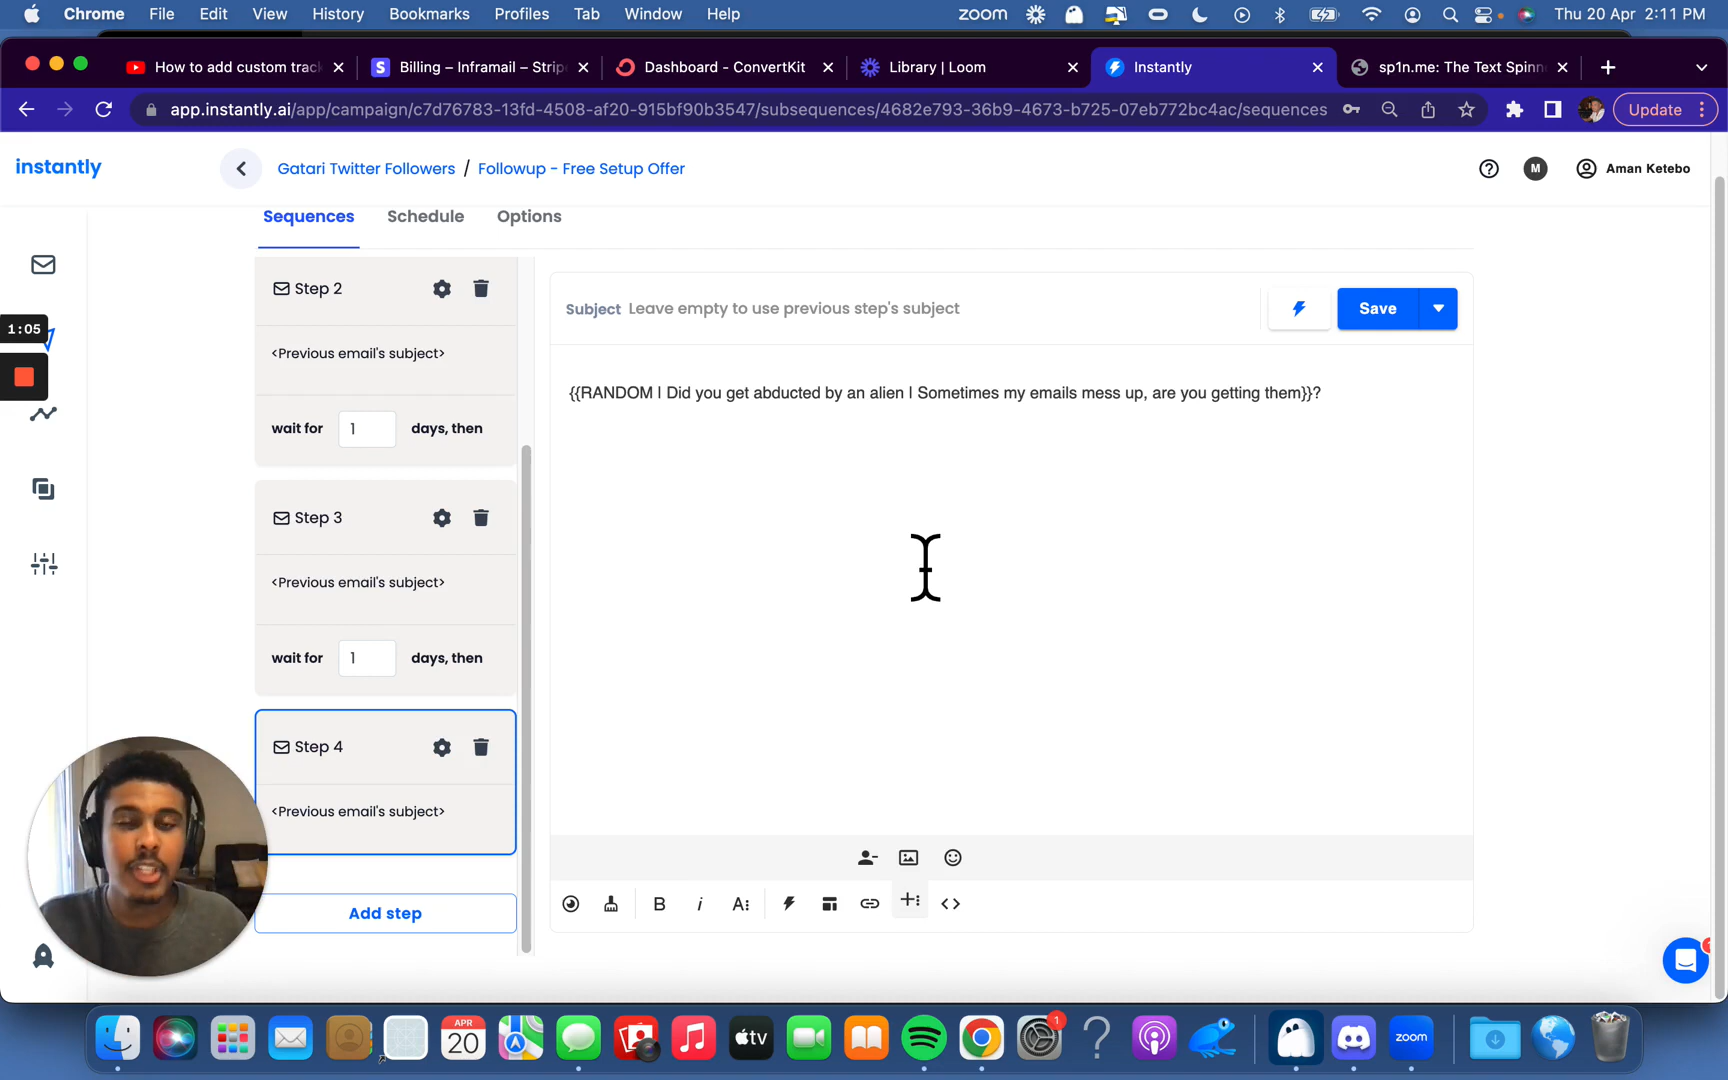 Chrome File Edit View History Bookmarks Profiles Tab Window Help zoom Thu 20 Apr 2:11 PM
How to add custom track Billing – Inframail – Strip Dashboard - ConvertKit Library | Loom Instantly sp1n.me: The Text Spinn
app.instantly.ai/app/campaign/c7d76783-13fd-4508-af20-915bf90b3547/subsequences/4682e793-36b9-4673-b725-07eb772bc4ac/sequences Update
instantly Gatari Twitter Followers / Followup - Free Setup Offer M Aman Ketebo
Sequences Schedule Options
Step 2
Subject Leave empty to use previous step's subject Save
1:05
<Previous email's subject>
{{RANDOM | Did you get abducted by an alien | Sometimes my emails mess up, are you getting them}}?
wait for 1 days, then
Step 3
<Previous email's subject>
wait for 1 days, then
Step 4
<Previous email's subject>
Add step
B i A
APR
20
tv
1
zoom